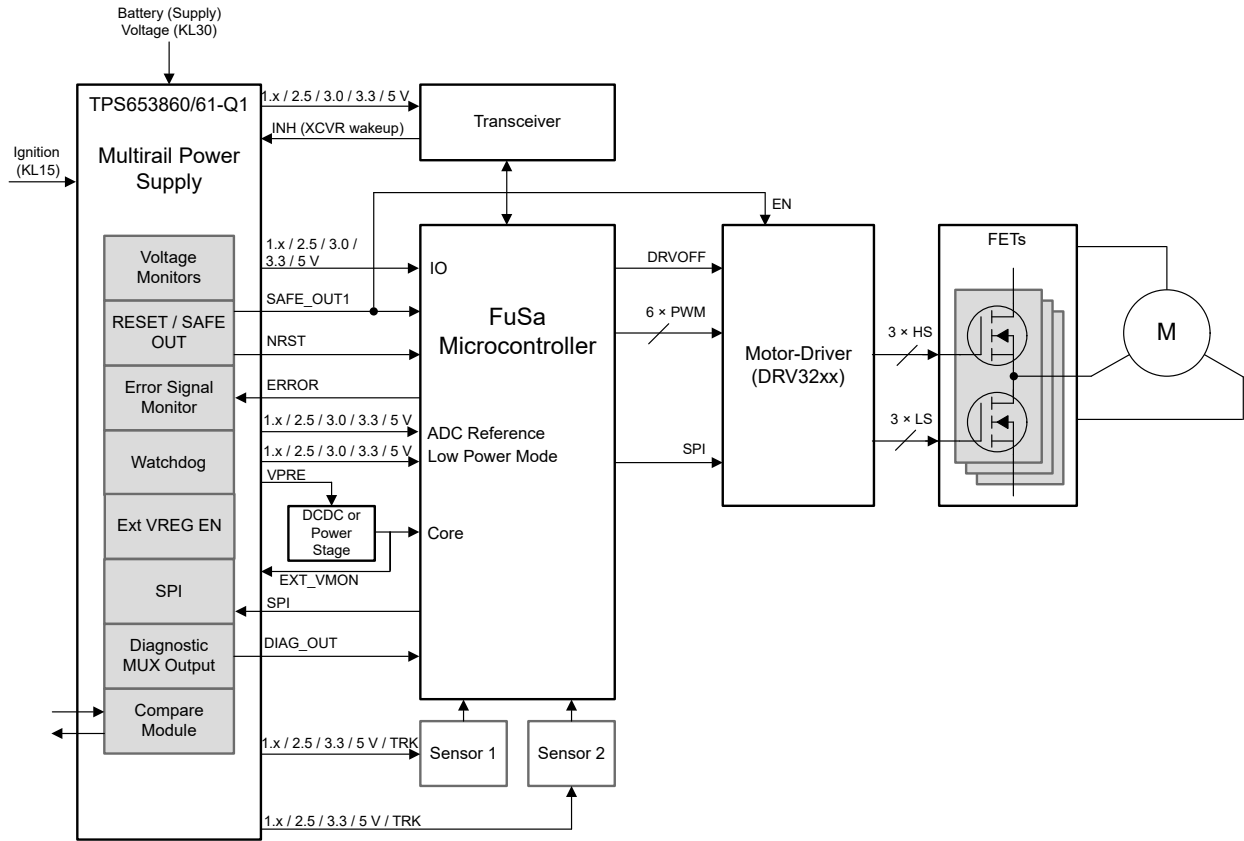 Battery (Supply)
Voltage (KL30)
TPS653860/61-Q1
Multirail Power
Supply
Ignition
(KL15)
1.x / 2.5 / 3.0 / 3.3 / 5 V
INH (XCVR wakeup)
Transceiver
Voltage
Monitors
RESET / SAFE
OUT
Error Signal
Monitor
Watchdog
Ext VREG EN
SPI
Diagnostic
MUX Output
Compare
Module
1.x / 2.5 / 3.0 /
3.3 / 5 V
SAFE_OUT1
NRST
ERROR
1.x / 2.5 / 3.0 / 3.3 / 5 V
1.x / 2.5 / 3.0 / 3.3 / 5 V
VPRE
DCDC or
Power
Stage
EXT_VMON
SPI
DIAG_OUT
1.x / 2.5 / 3.3 / 5 V / TRK
1.x / 2.5 / 3.3 / 5 V / TRK
IO
FuSa
Microcontroller
ADC Reference
Low Power Mode
Core
Sensor 1
Sensor 2
EN
DRVOFF
6 × PWM
SPI
Motor-Driver
(DRV32xx)
3 × HS
3 × LS
FETs
M